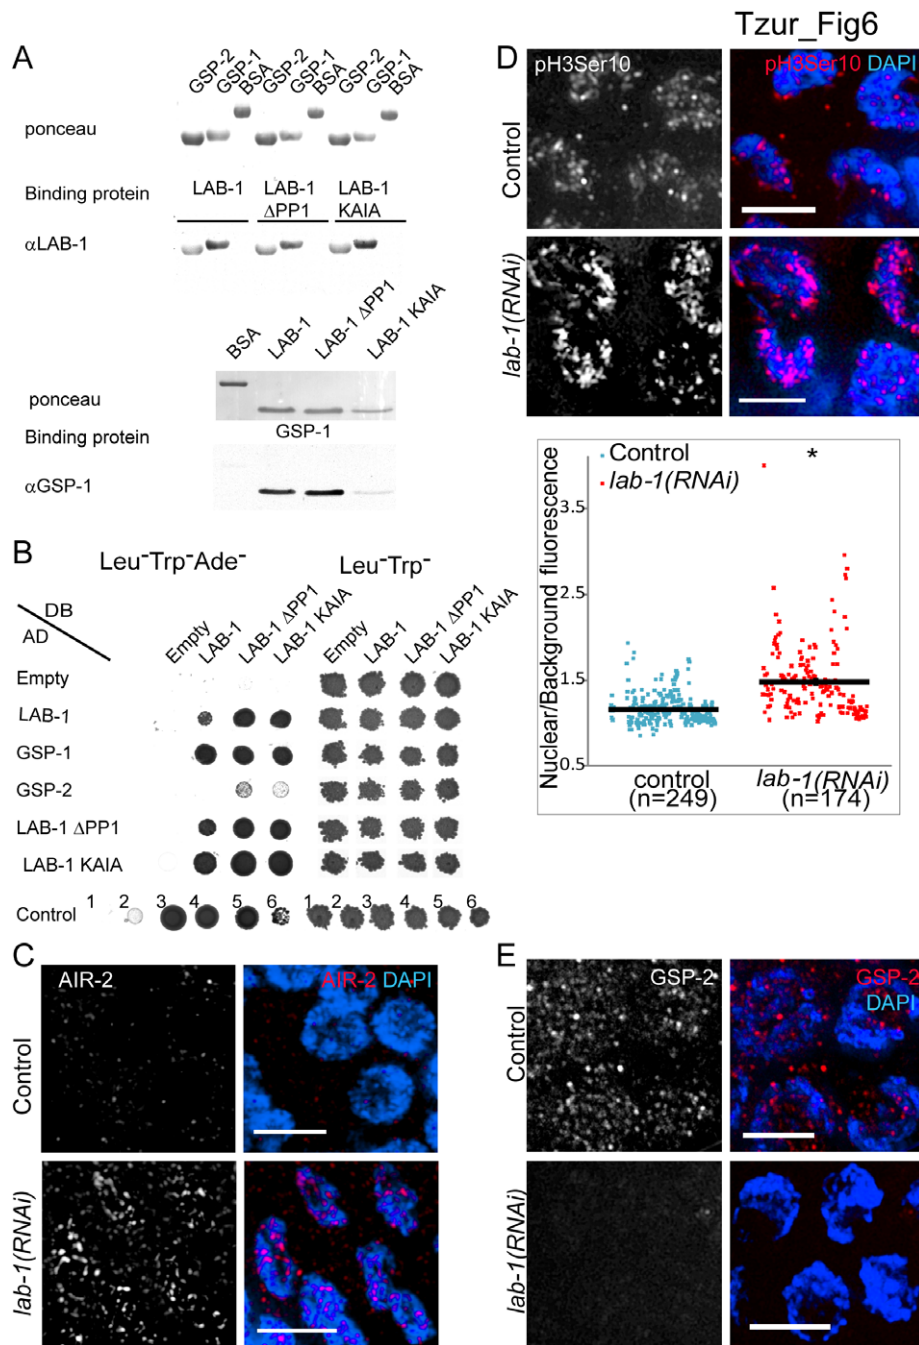 Tzur_Fig6
A
GSP-2 GSP-1 BSA GSP-2 GSP-1 BSA GSP-2 GSP-1 BSA
ponceau
Binding protein
LAB-1
LAB-1 ΔPP1
LAB-1 KAIA
αLAB-1
BSA LAB-1 LAB-1 ΔPP1 LAB-1 KAIA
ponceau
GSP-1
Binding protein
αGSP-1
B
Leu-Trp-Ade- Leu-Trp-
DB
AD
Empty LAB-1 LAB-1 ΔPP1 LAB-1 KAIA Empty LAB-1 LAB-1 ΔPP1 LAB-1 KAIA
Empty
LAB-1
GSP-1
GSP-2
LAB-1 ΔPP1
LAB-1 KAIA
Control 1 2 3 4 5 6 1 2 3 4 5 6
C
AIR-2 AIR-2 DAPI
Control
lab-1(RNAi)
D
pH3Ser10 pH3Ser10 DAPI
Control
lab-1(RNAi)
Control
lab-1(RNAi)
*
Nuclear/Background fluorescence
3.5
2.5
1.5
0.5
control lab-1(RNAi)
(n=249) (n=174)
E
GSP-2 GSP-2
DAPI
Control
lab-1(RNAi)